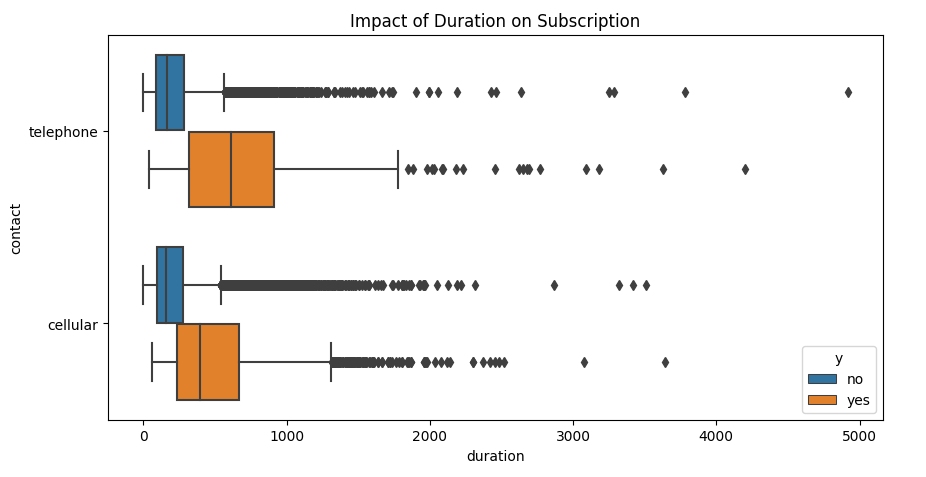 Impact of Duration on Subscription
contact
telephone
cellular
y
no
yes
0 1000 2000 3000 4000 5000
duration